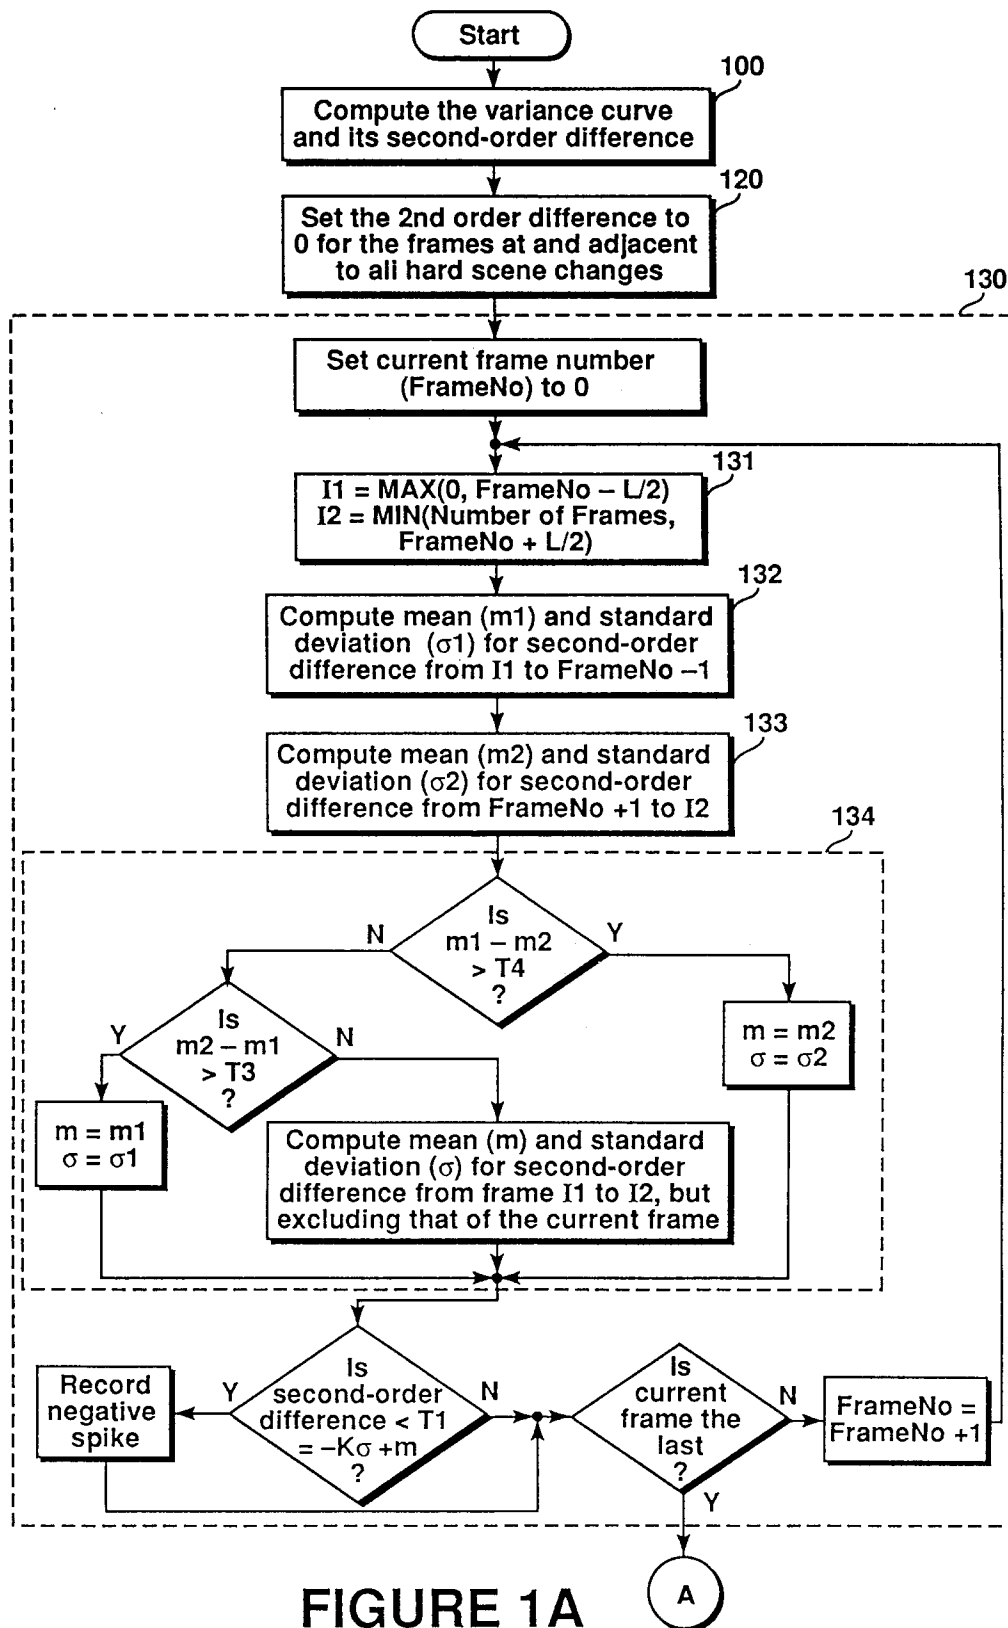 Start
100
Compute the variance curve
and its second-order difference
120
Set the 2nd order difference to
0 for the frames at and adjacent
to all hard scene changes
130
Set current frame number
(FrameNo) to 0
131
I1 = MAX(0, FrameNo – L/2)
I2 = MIN(Number of Frames,
FrameNo + L/2)
132
Compute mean (m1) and standard
deviation (σ1) for second-order
difference from I1 to FrameNo –1
133
Compute mean (m2) and standard
deviation (σ2) for second-order
difference from FrameNo +1 to I2
134
Is
m1 – m2
> T4
?
N
Y
Is
m2 – m1
> T3
?
Y
N
m = m2
σ = σ2
m = m1
σ = σ1
Compute mean (m) and standard
deviation (σ) for second-order
difference from frame I1 to I2, but
excluding that of the current frame
Is
second-order
difference < T1
= –Kσ +m
?
Y
N
Record
negative
spike
Is
current
frame the
last
?
N
Y
FrameNo =
FrameNo +1
A
FIGURE 1A